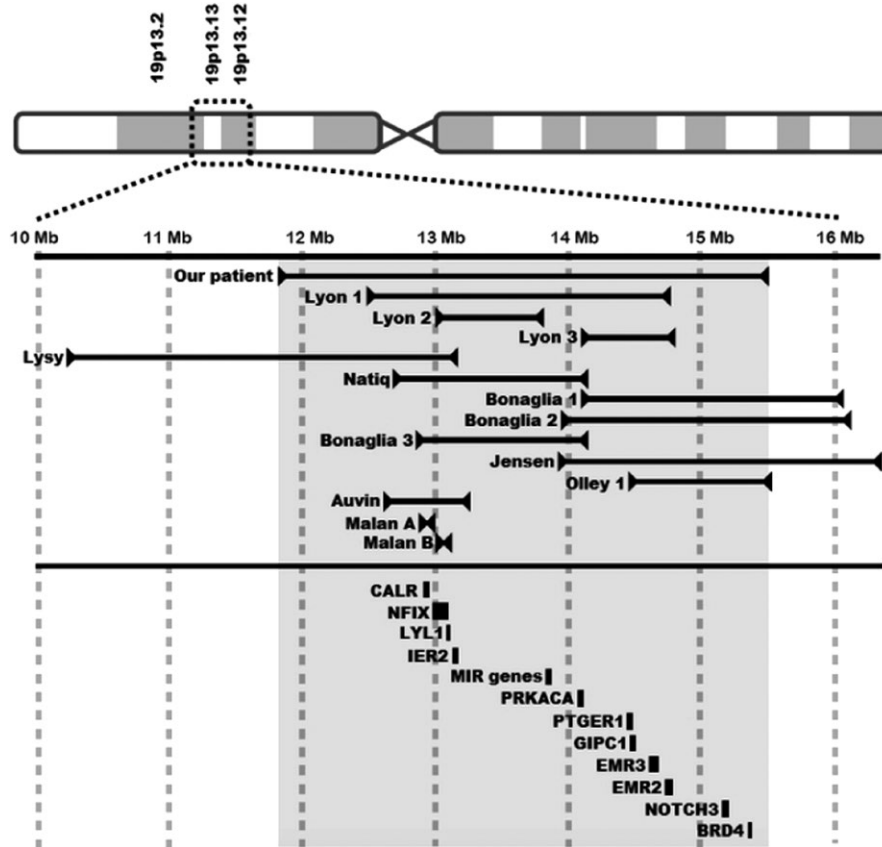 19p13.2
19p13.13
19p13.12
10 Mb 11 Mb 12 Mb 13 Mb 14 Mb 15 Mb 16 Mb
Our patient
Lyon 1
Lyon 2
Lyon 3
Lysy
Natiq
Bonaglia 1
Bonaglia 2
Bonaglia 3
Jensen
Olley 1
Auvin
Malan A
Malan B
CALR
NFIX
LYL1
IER2
MIR genes
PRKACA
PTGER1
GIPC1
EMR3
EMR2
NOTCH3
BRD4